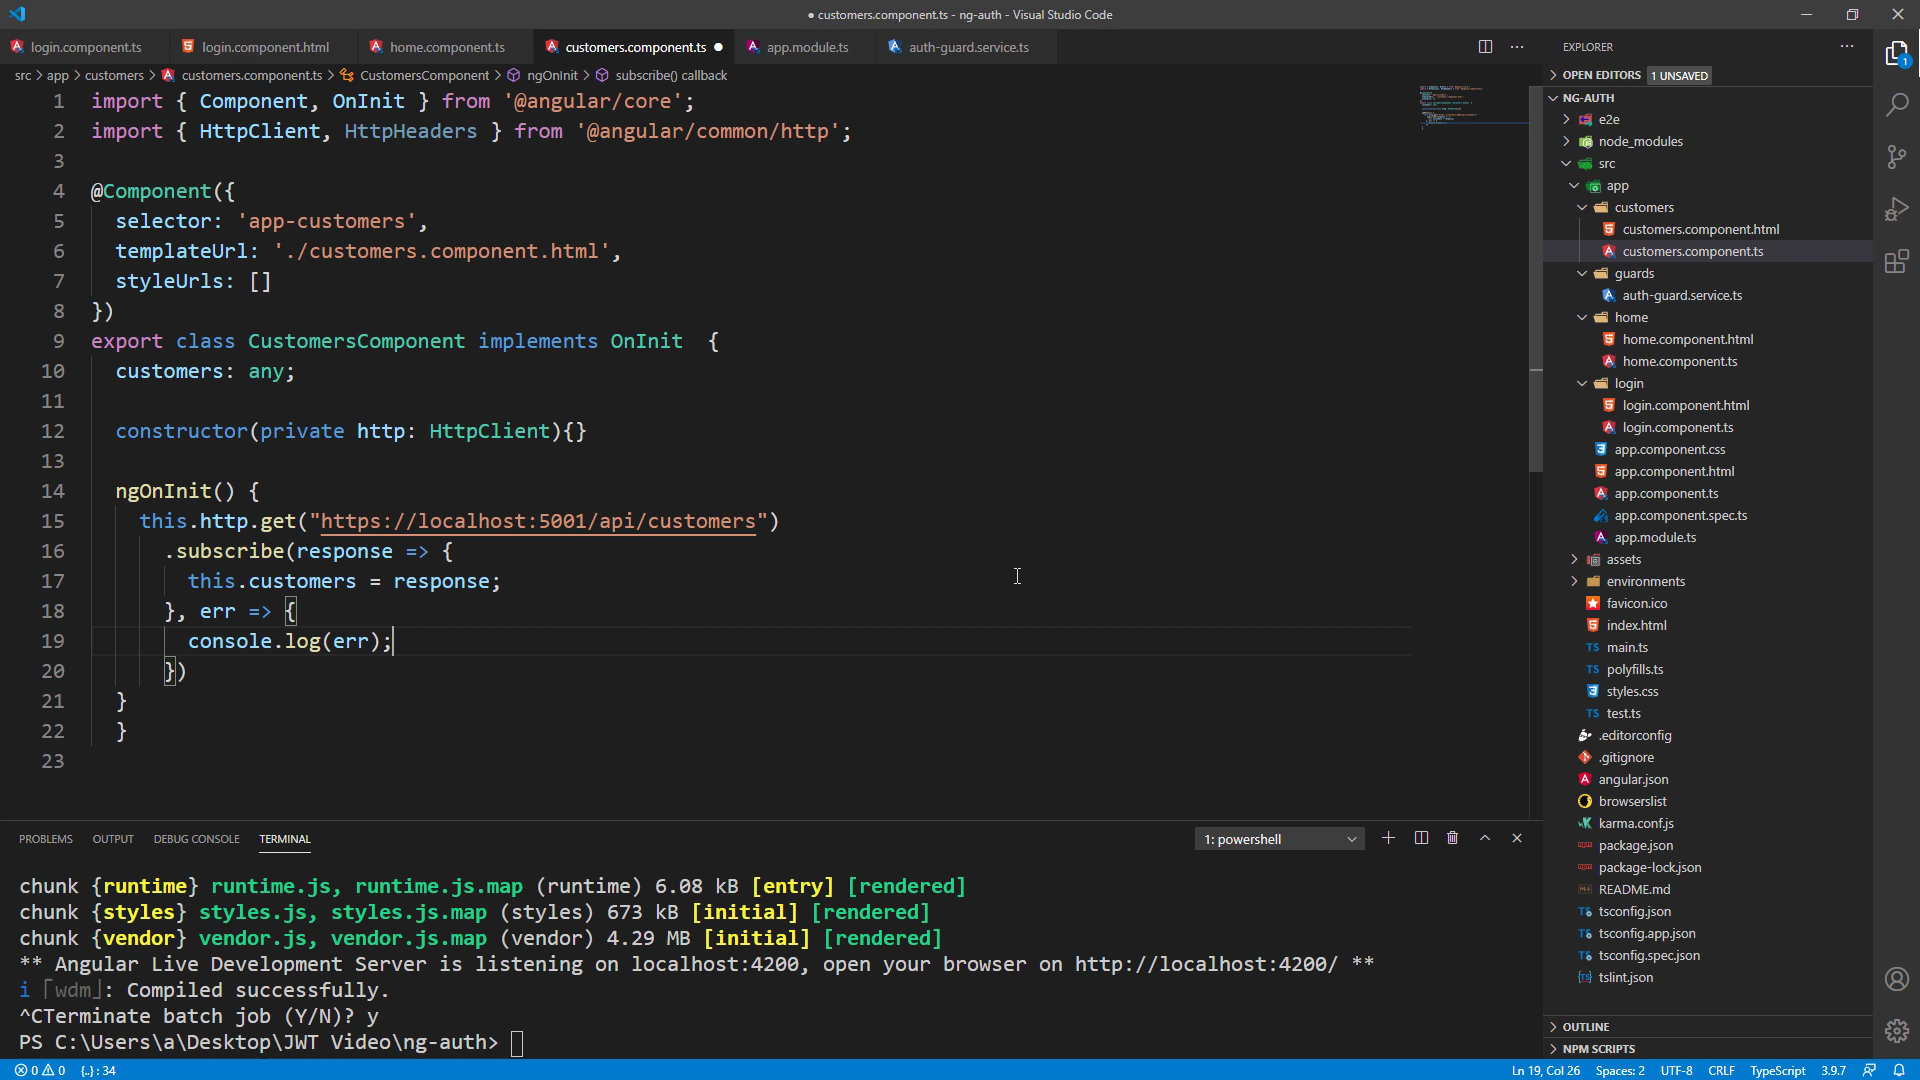 ● customers.component.ts - ng-auth - Visual Studio Code
login.component.ts login.component.html home.component.ts customers.component.ts ● app.module.ts auth-guard.service.ts
src > app > customers > customers.component.ts > CustomersComponent > ngOnInit > subscribe() callback
1 import { Component, OnInit } from '@angular/core';
2 import { HttpClient, HttpHeaders } from '@angular/common/http';
3
4 @Component({
5 selector: 'app-customers',
6 templateUrl: './customers.component.html',
7 styleUrls: []
8 })
9 export class CustomersComponent implements OnInit  {
10 customers: any;
11
12 constructor(private http: HttpClient){}
13
14 ngOnInit() {
15 this.http.get("https://localhost:5001/api/customers")
16 .subscribe(response => {
17 this.customers = response;
18 }, err => {
19 console.log(err);
20 })
21 }
22 }
23
PROBLEMS OUTPUT DEBUG CONSOLE TERMINAL
1: powershell
chunk {runtime} runtime.js, runtime.js.map (runtime) 6.08 kB [entry] [rendered]
chunk {styles} styles.js, styles.js.map (styles) 673 kB [initial] [rendered]
chunk {vendor} vendor.js, vendor.js.map (vendor) 4.29 MB [initial] [rendered]
** Angular Live Development Server is listening on localhost:4200, open your browser on http://localhost:4200/ **
i ⌈wdm⌋: Compiled successfully.
^CTerminate batch job (Y/N)? y
PS C:\Users\a\Desktop\JWT Video\ng-auth>
EXPLORER
OPEN EDITORS 1 UNSAVED
NG-AUTH
e2e
node_modules
src
app
customers
customers.component.html
customers.component.ts
guards
auth-guard.service.ts
home
home.component.html
home.component.ts
login
login.component.html
login.component.ts
app.component.css
app.component.html
app.component.ts
app.component.spec.ts
app.module.ts
assets
environments
favicon.ico
index.html
TS main.ts
TS polyfills.ts
styles.css
TS test.ts
.editorconfig
.gitignore
angular.json
browserslist
karma.conf.js
package.json
package-lock.json
README.md
tsconfig.json
tsconfig.app.json
tsconfig.spec.json
tslint.json
OUTLINE
NPM SCRIPTS
1
0 0 {..} : 34
Ln 19, Col 26 Spaces: 2 UTF-8 CRLF TypeScript 3.9.7